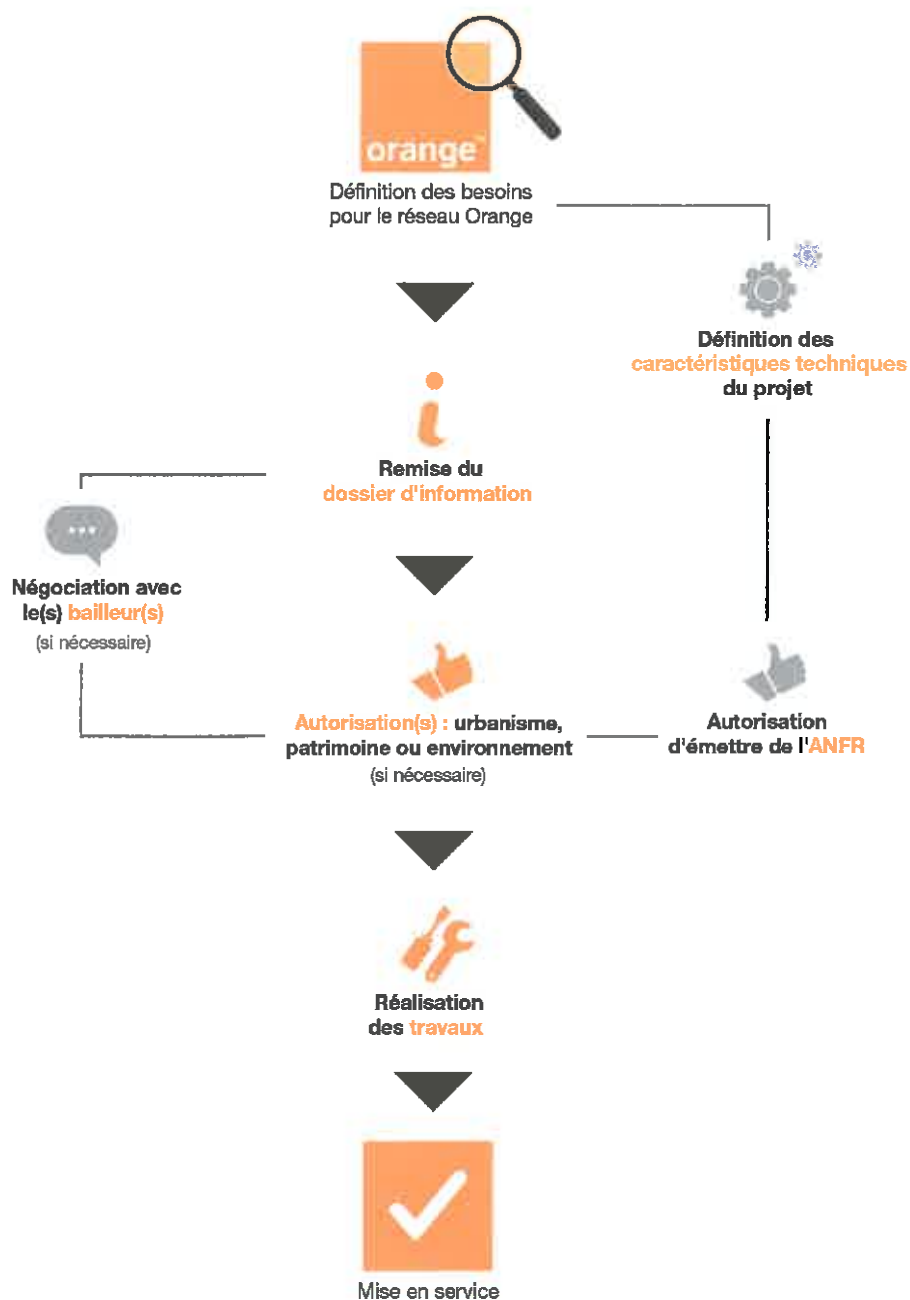 orange™
Définition des besoins
pour le réseau Orange
Définition des
caractéristiques techniques
du projet
Remise du
dossier d'information
Négociation avec
le(s) bailleur(s)
(si nécessaire)
Autorisation(s) : urbanisme,
patrimoine ou environnement
(si nécessaire)
Autorisation
d'émettre de l'ANFR
Réalisation
des travaux
Mise en service